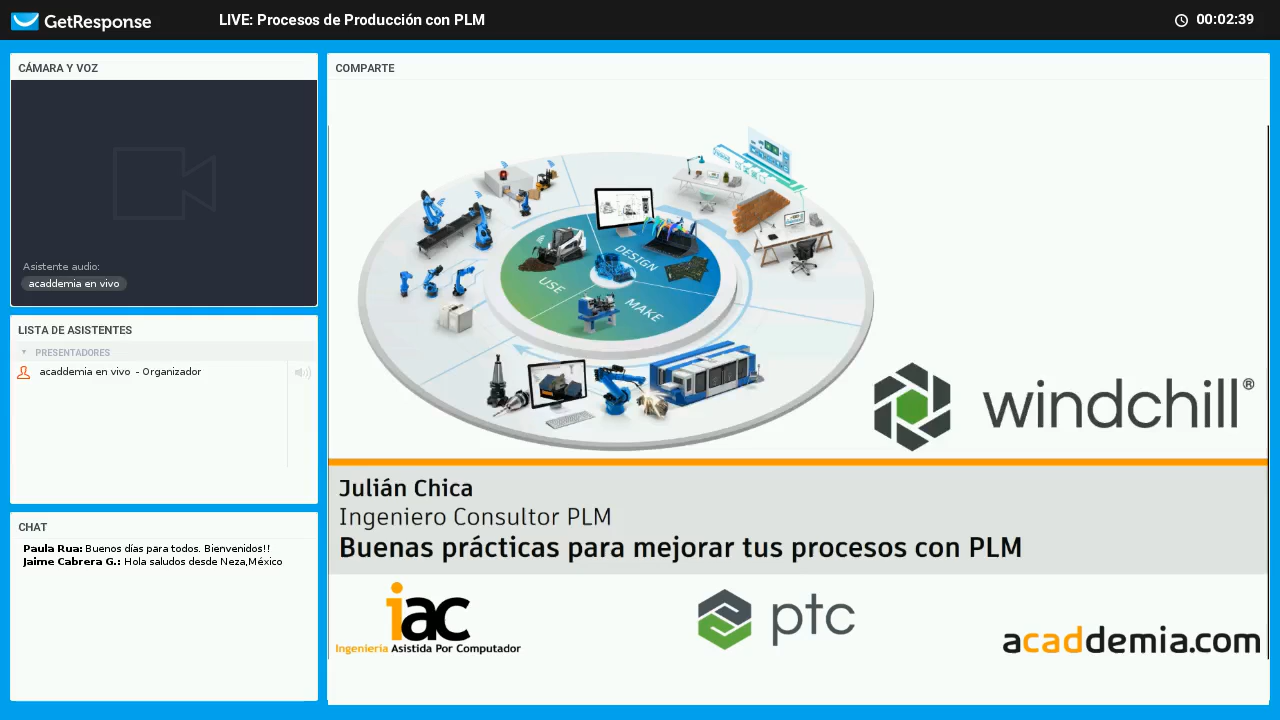 GetResponse
LIVE: Procesos de Producción con PLM
00:02:39
CÁMARA Y VOZ
Asistente audio:
acaddemia en vivo
LISTA DE ASISTENTES
PRESENTADORES
acaddemia en vivo - Organizador
CHAT
Paula Rua: Buenos días para todos. Bienvenidos!!
Jaime Cabrera G.: Hola saludos desde Neza,México
COMPARTE
DESIGN
USE
MAKE
windchill®
Julián Chica
Ingeniero Consultor PLM
Buenas prácticas para mejorar tus procesos con PLM
iac
Ingeniería Asistida Por Computador
ptc
acaddemia.com